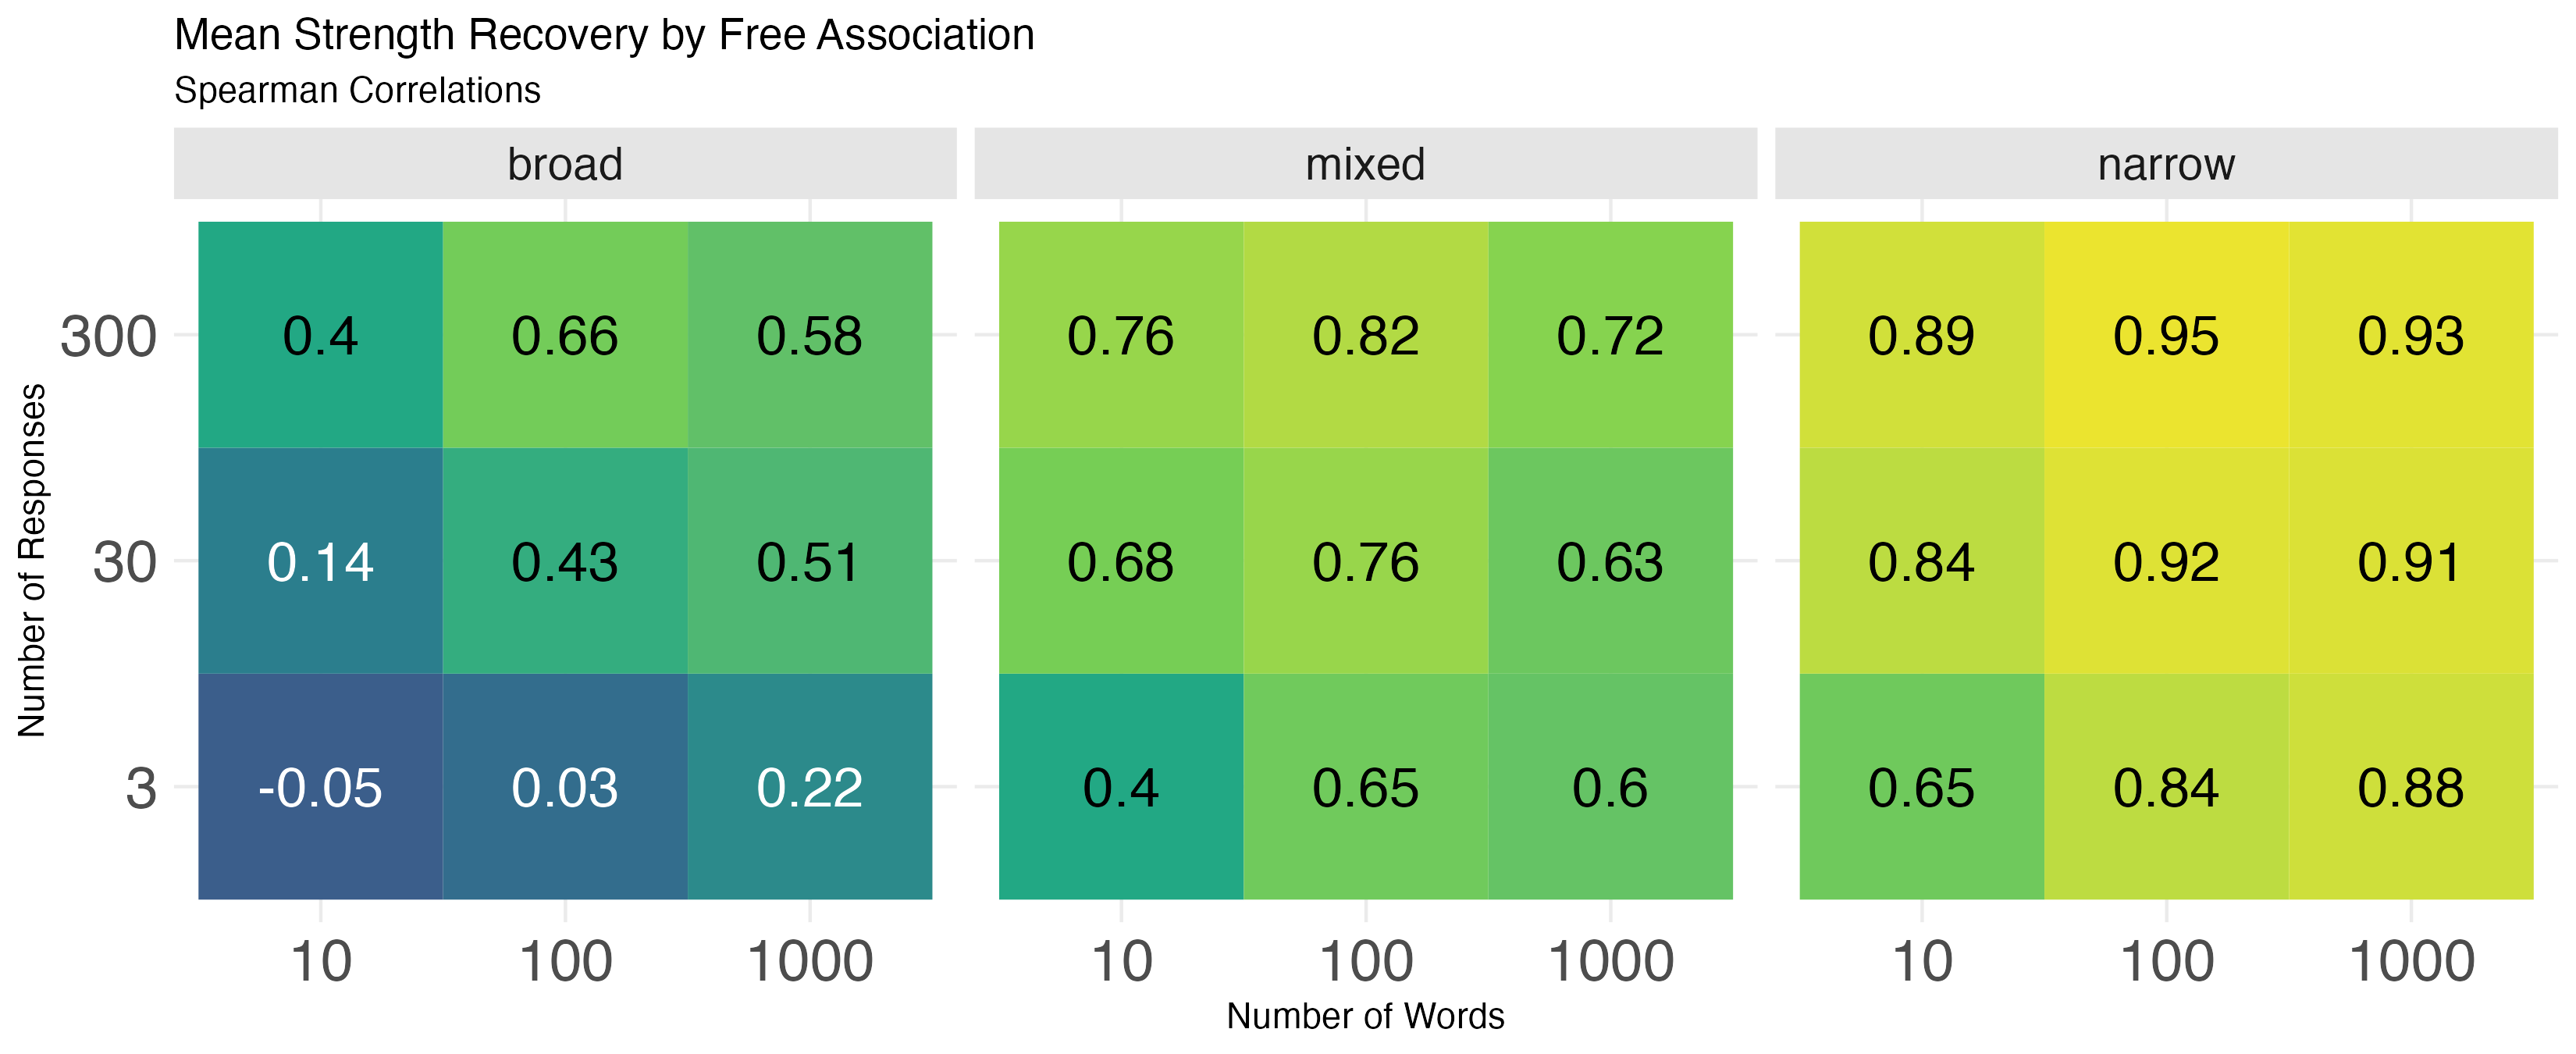 Mean Strength Recovery by Free Association
Spearman Correlations
broad mixed narrow
Number of Responses
300 0.4 0.66 0.58 0.76 0.82 0.72 0.89 0.95 0.93
30 0.14 0.43 0.51 0.68 0.76 0.63 0.84 0.92 0.91
3 -0.05 0.03 0.22 0.4 0.65 0.6 0.65 0.84 0.88
10 100 1000 10 100 1000 10 100 1000
Number of Words